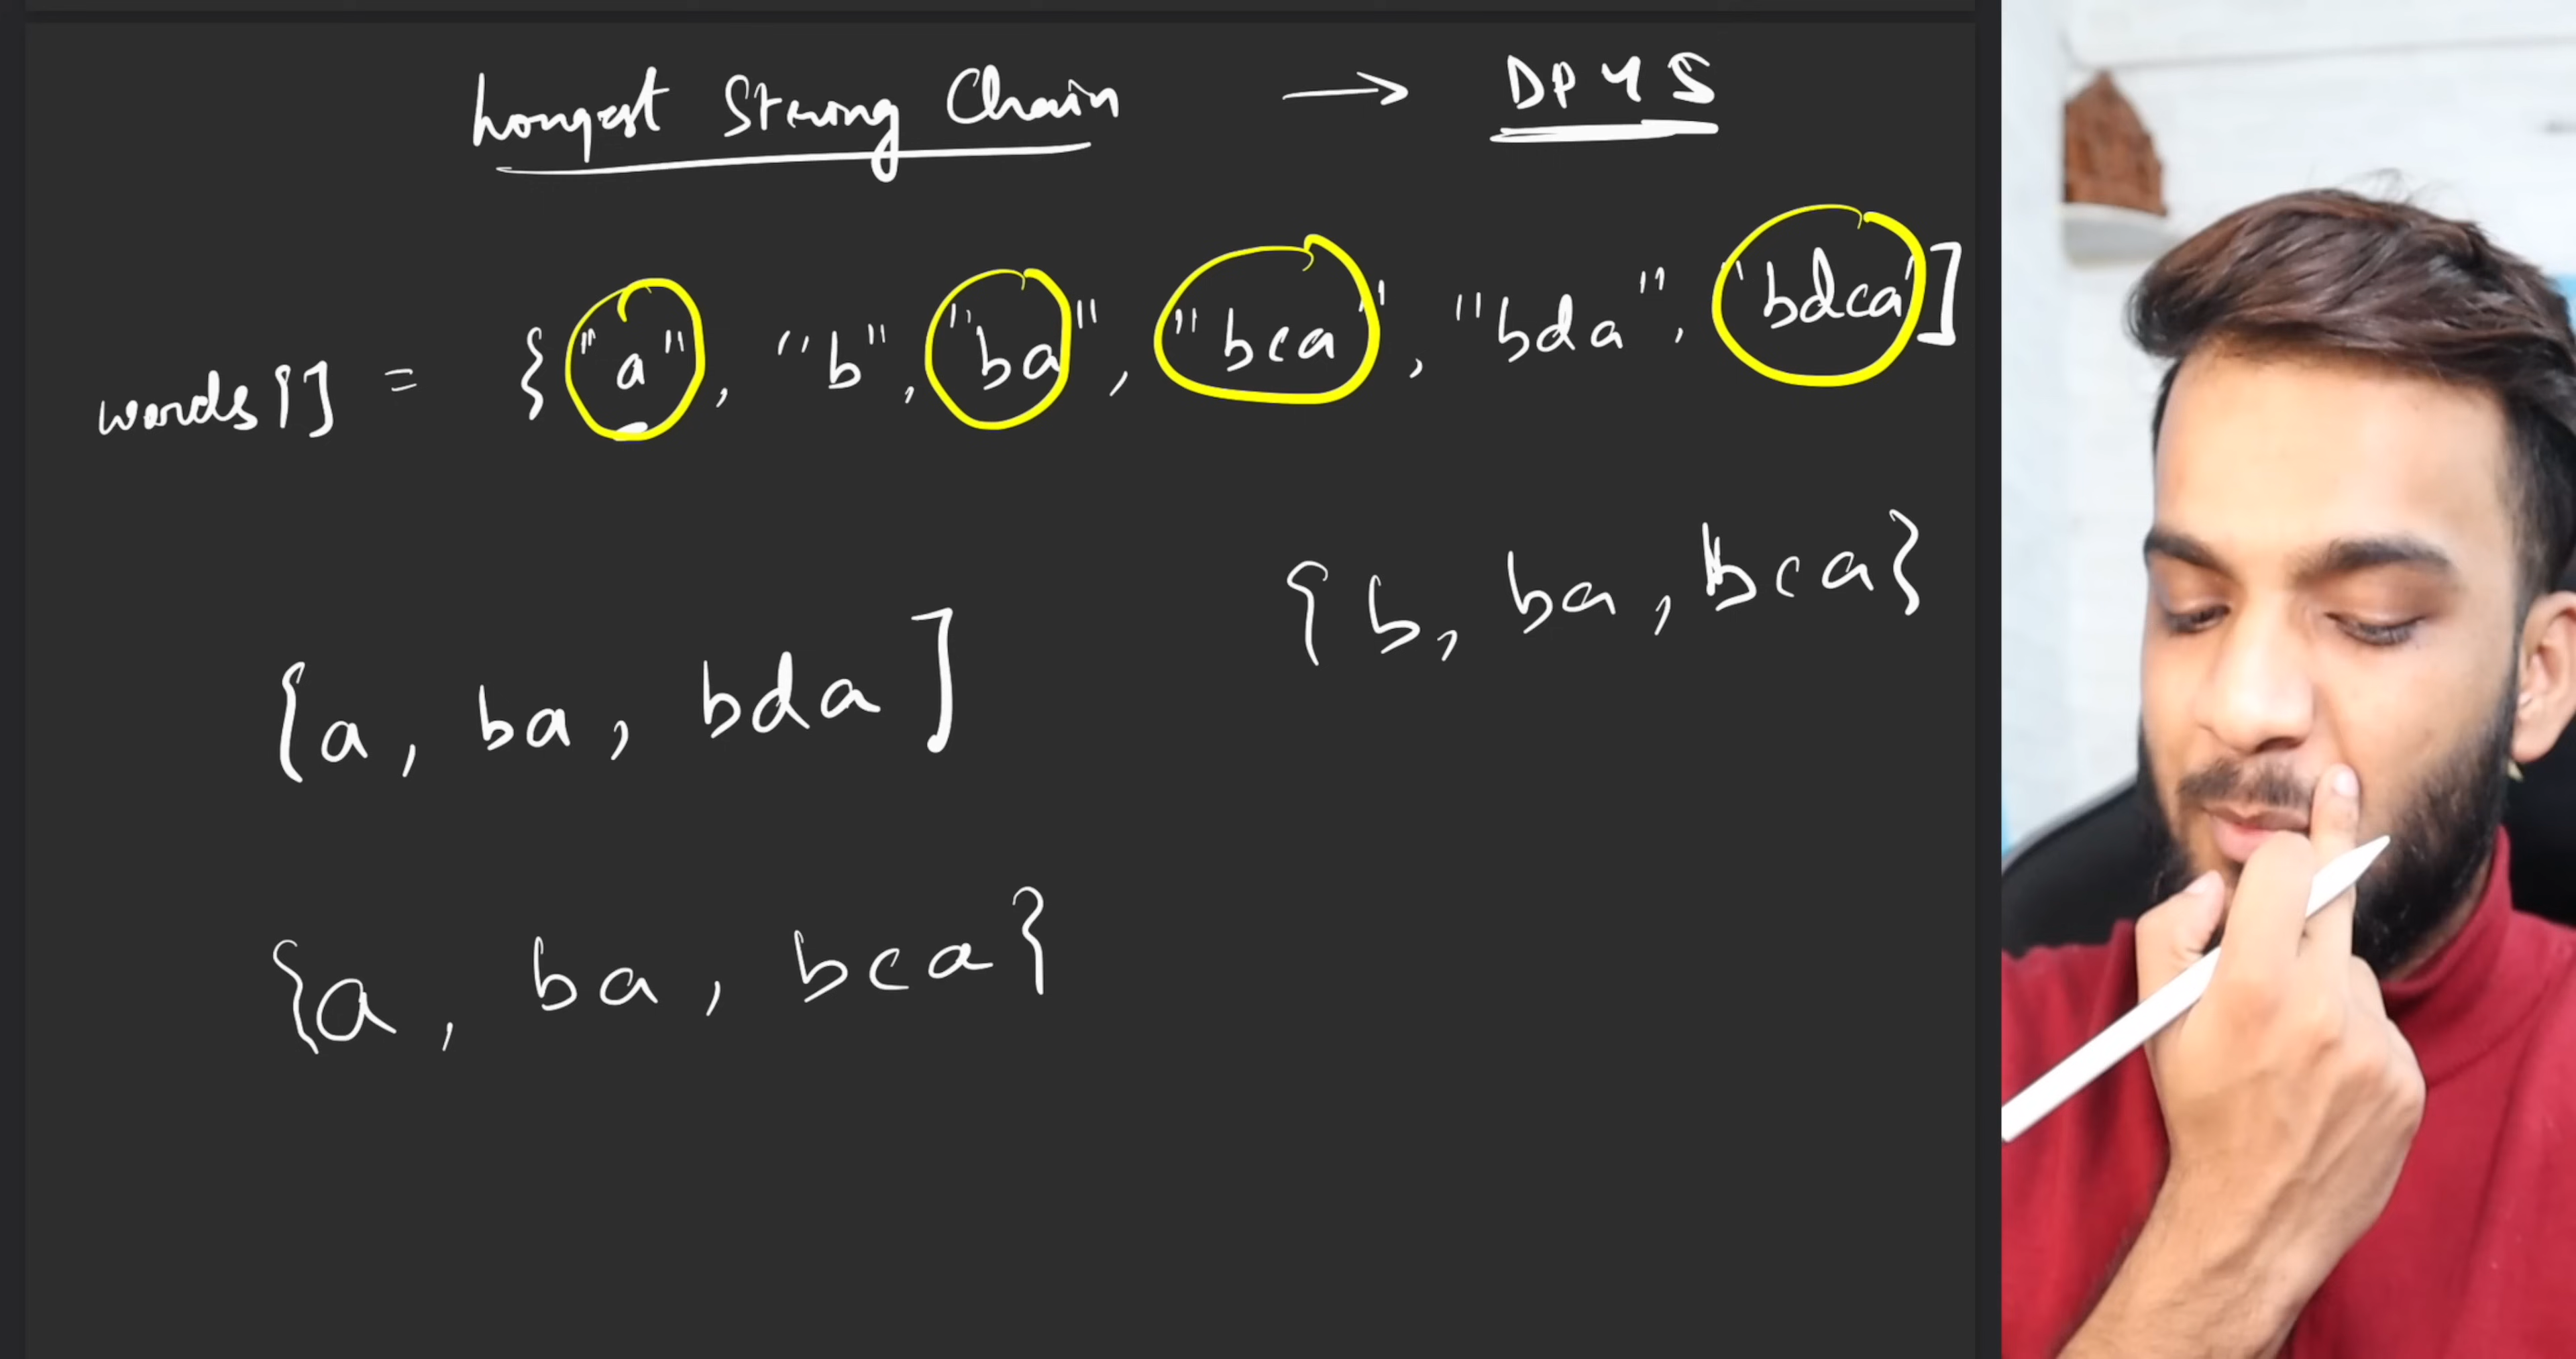 Longest String Chain → DP 45
words[] = {"a", "b", "ba", "bca", "bda", "bdca"]
{b, ba, bca}
{a, ba, bda]
{a, ba, bca}